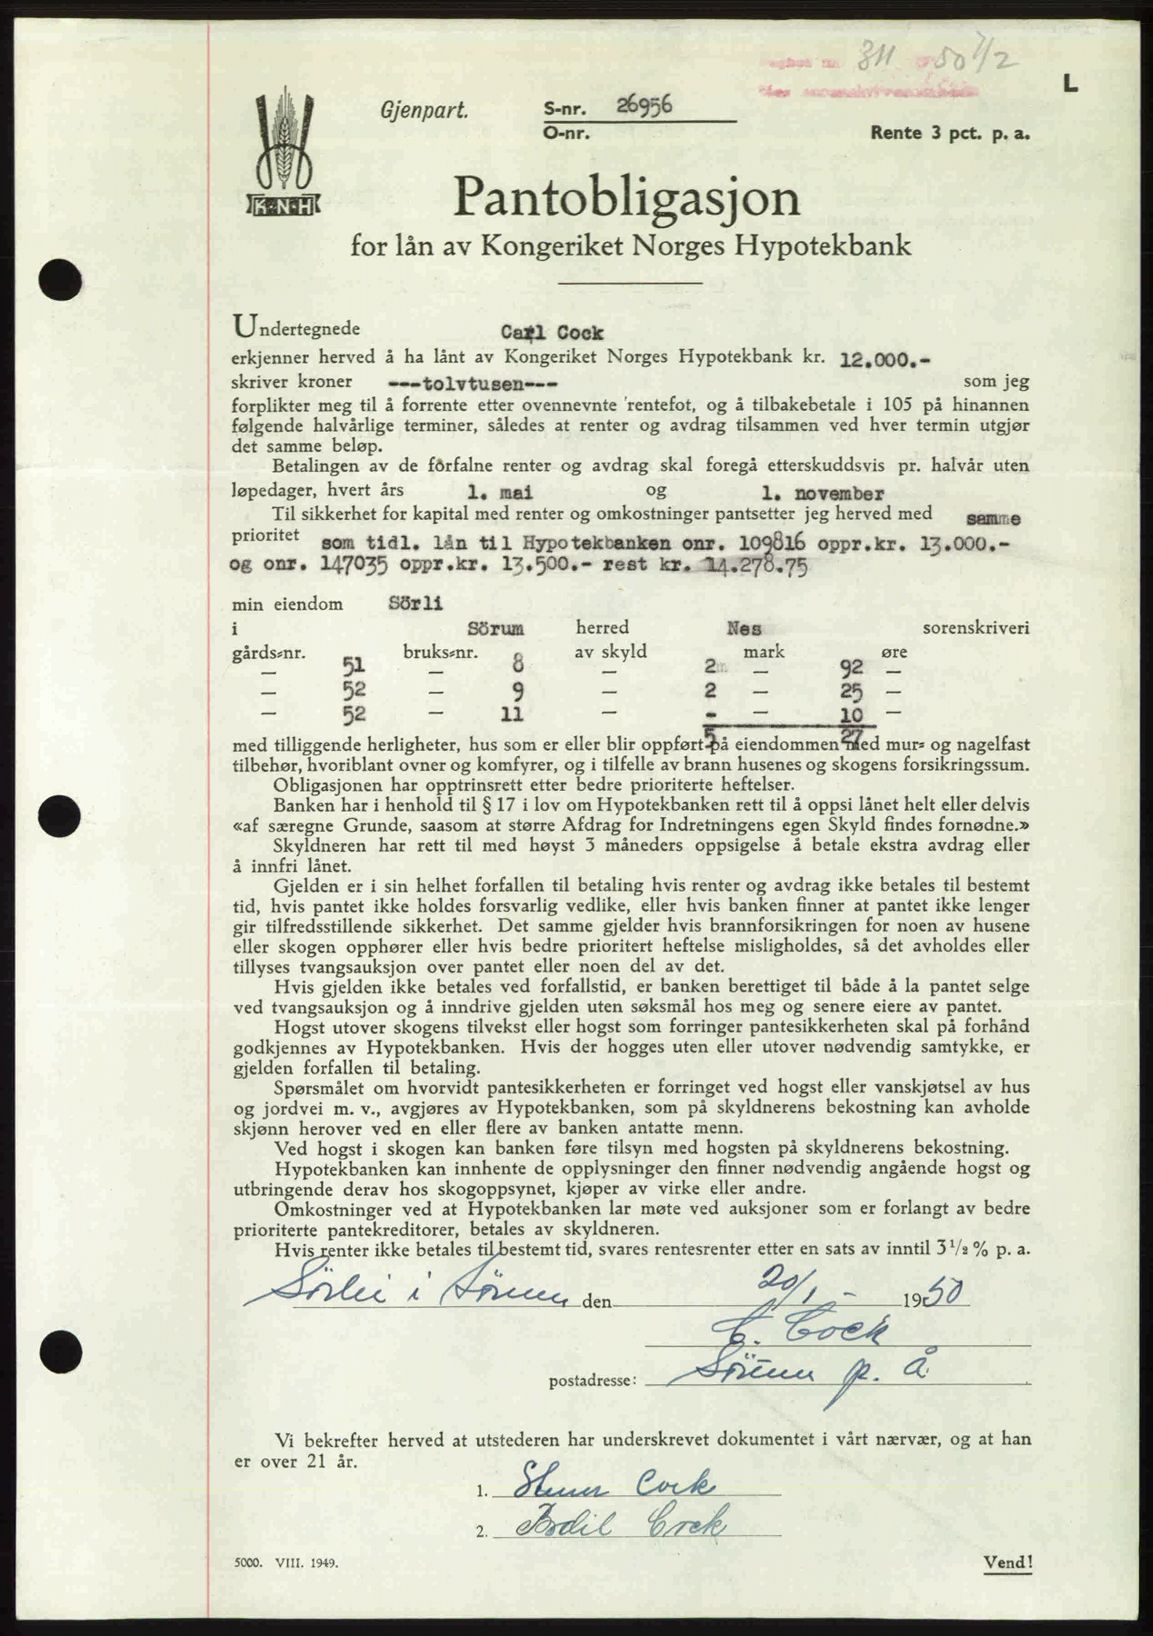 311 50 7/2
L
Gjenpart. S-nr. 26956
O-nr. Rente 3 pct. p. a.
K·N·H
Pantobligasjon
for lån av Kongeriket Norges Hypotekbank
Undertegnede Carl Cock
erkjenner herved å ha lånt av Kongeriket Norges Hypotekbank kr. 12.000.-
skriver kroner ---tolvtusen--- som jeg
forplikter meg til å forrente etter ovennevnte rentefot, og å tilbakebetale i 105 på hinannen
følgende halvårlige terminer, således at renter og avdrag tilsammen ved hver termin utgjør
det samme beløp.
Betalingen av de forfalne renter og avdrag skal foregå etterskuddsvis pr. halvår uten
løpedager, hvert års 1. mai og 1. november
Til sikkerhet for kapital med renter og omkostninger pantsetter jeg herved med samme
prioritet som tidl. lån til Hypotekbanken onr. 109816 oppr.kr. 13.000.-
og onr. 147035 oppr.kr. 13.500.- rest kr. 14.278.75
min eiendom Sörli
i Sörum herred Nes sorenskriveri
gårds-nr. 51 bruks-nr. 8 av skyld 2 mark 92 øre
— 52 — 9 — 2 — 25 —
— 52 — 11 — - — 10 —
5 27
med tilliggende herligheter, hus som er eller blir oppført på eiendommen med mur- og nagelfast
tilbehør, hvoriblant ovner og komfyrer, og i tilfelle av brann husenes og skogens forsikringssum.
Obligasjonen har opptrinsrett etter bedre prioriterte heftelser.
Banken har i henhold til § 17 i lov om Hypotekbanken rett til å oppsi lånet helt eller delvis
«af særegne Grunde, saasom at større Afdrag for Indretningens egen Skyld findes fornødne.»
Skyldneren har rett til med høyst 3 måneders oppsigelse å betale ekstra avdrag eller
å innfri lånet.
Gjelden er i sin helhet forfallen til betaling hvis renter og avdrag ikke betales til bestemt
tid, hvis pantet ikke holdes forsvarlig vedlike, eller hvis banken finner at pantet ikke lenger
gir tilfredsstillende sikkerhet. Det samme gjelder hvis brannforsikringen for noen av husene
eller skogen opphører eller hvis bedre prioritert heftelse misligholdes, så det avholdes eller
tillyses tvangsauksjon over pantet eller noen del av det.
Hvis gjelden ikke betales ved forfallstid, er banken berettiget til både å la pantet selge
ved tvangsauksjon og å inndrive gjelden uten søksmål hos meg og senere eiere av pantet.
Hogst utover skogens tilvekst eller hogst som forringer pantesikkerheten skal på forhånd
godkjennes av Hypotekbanken. Hvis der hogges uten eller utover nødvendig samtykke, er
gjelden forfallen til betaling.
Spørsmålet om hvorvidt pantesikkerheten er forringet ved hogst eller vanskjøtsel av hus
og jordvei m. v., avgjøres av Hypotekbanken, som på skyldnerens bekostning kan avholde
skjønn herover ved en eller flere av banken antatte menn.
Ved hogst i skogen kan banken føre tilsyn med hogsten på skyldnerens bekostning.
Hypotekbanken kan innhente de opplysninger den finner nødvendig angående hogst og
utbringende derav hos skogoppsynet, kjøper av virke eller andre.
Omkostninger ved at Hypotekbanken lar møte ved auksjoner som er forlangt av bedre
prioriterte pantekreditorer, betales av skyldneren.
Hvis renter ikke betales til bestemt tid, svares rentesrenter etter en sats av inntil 3 1/2 % p. a.
Sörli i Sörum den 20/1 - 1950
C. Cock
postadresse: Sörum p. å
Vi bekrefter herved at utstederen har underskrevet dokumentet i vårt nærvær, og at han
er over 21 år.
1. Cock
2. Bodil Cock
5000. VIII. 1949. Vend!